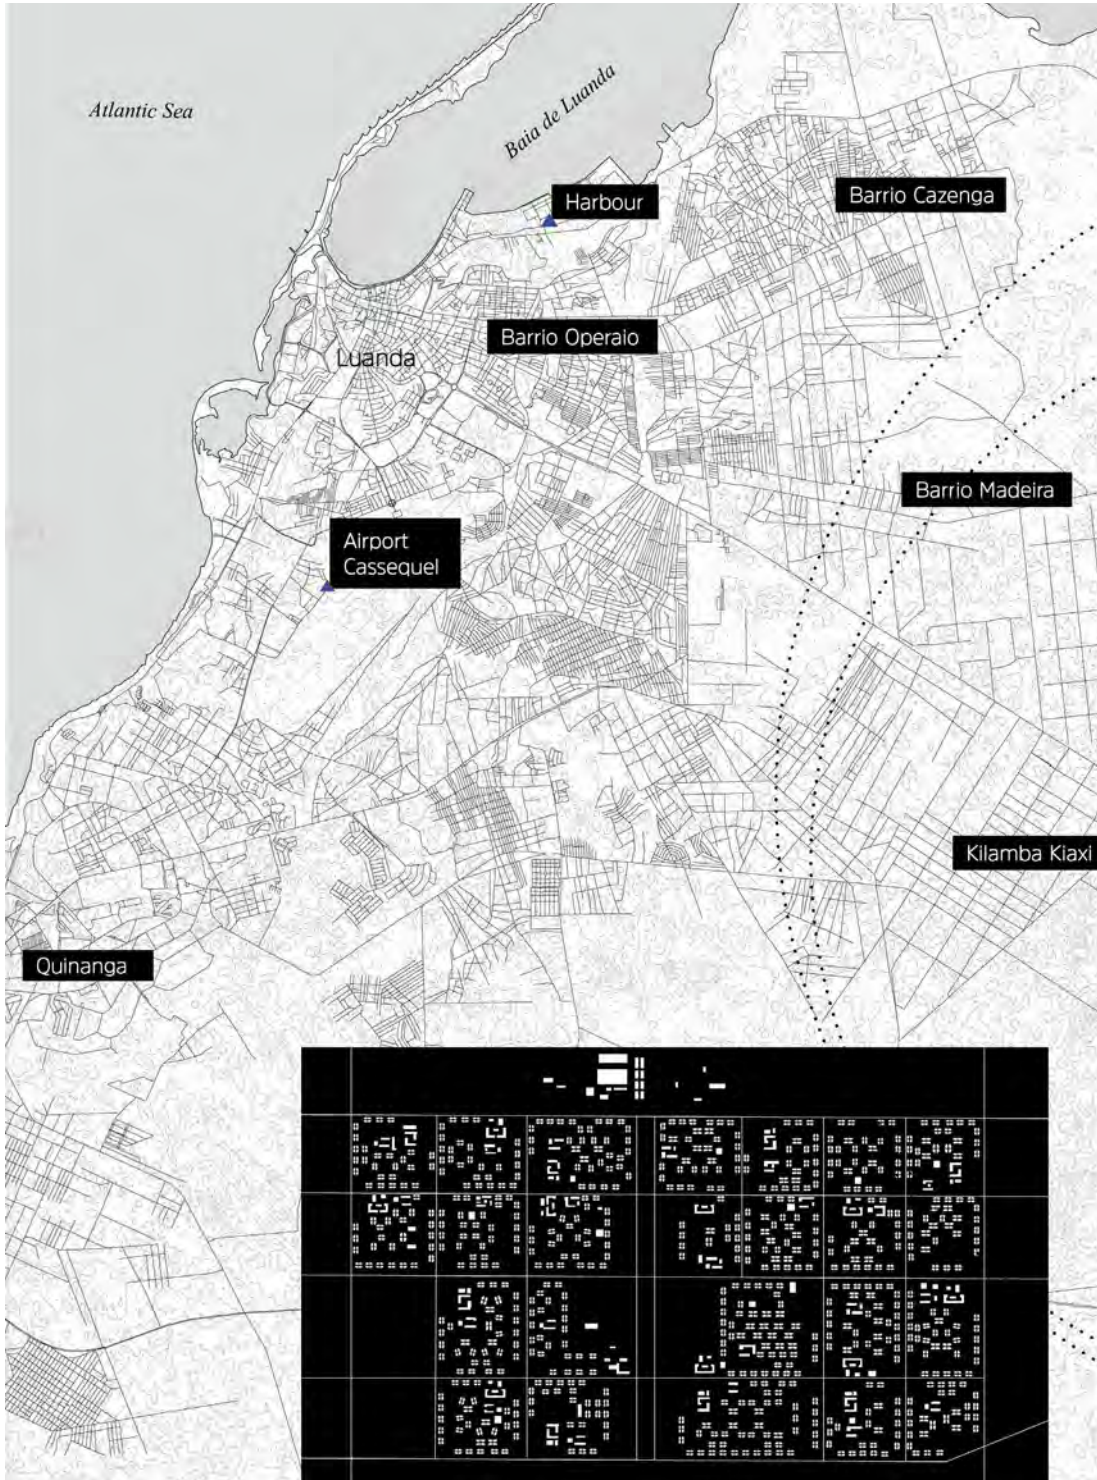 Atlantic Sea
Baia de Luanda
Harbour
Barrio Cazenga
Barrio Operaio
Luanda
Barrio Madeira
Airport
Cassequel
Kilamba Kiaxi
Quinanga